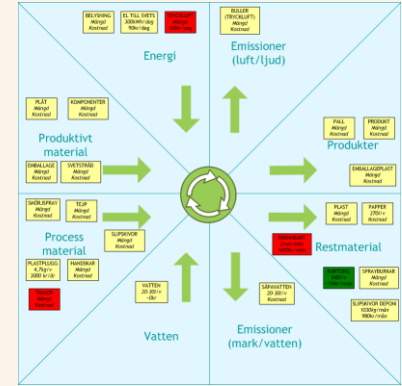 BELYSNING
Mängd
Kostnad
EL TILL SVETS
300kWh/dag
90kr/dag
TRYCKLUFT
Mängd
Energi
BULLER
(TRYCKLUFT)
Mängd
Kostnad
Emissioner
(luft/ljud)
PLÅT
Mängd
Kostnad
KOMPONENTER
Mängd
Kostnad
Produktivt
material
EMBALLAGE
Mängd
Kostnad
SVETSTRÅD
Mängd
Kostnad
PALL
Mängd
Kostnad
PRODUKT
Mängd
Kostnad
Produkter
EMBALLAGEPLAST
Mängd
Kostnad
SMÖRJSPRAY
Mängd
Kostnad
TEJP
Mängd
Kostnad
Process
material
SLIPSKIVOR
Mängd
Kostnad
PLASTPLUGG
4,7kg/v
2000 kr/år
HANDSKAR
Mängd
Kostnad
Mängd
Kostnad
PLAST
Mängd
Kostnad
PAPPER
270l/v
Kostnad
Restmaterial
SPRAYBURKAR
Mängd
Kostnad
SLIPSKIVOR DEPONI
1030kg/mån
980kr/mån
VATTEN
20-30l/v
~0kr
Vatten
SÅPAVATTEN
20-30l/v
Kostnad
Emissioner
(mark/vatten)